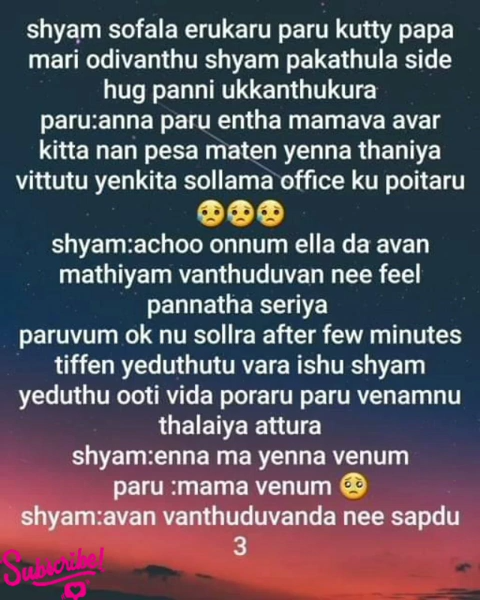 shyam sofala erukaru paru kutty papa
mari odivanthu shyam pakathula side
hug panni ukkanthukura
paru:anna paru entha mamava avar
kitta nan pesa maten yenna thaniya
vittutu yenkita sollama office ku poitaru
😥😥😥
shyam:achoo onnum ella da avan
mathiyam vanthuduvan nee feel
pannatha seriya
paruvum ok nu sollra after few minutes
tiffen yeduthutu vara ishu shyam
yeduthu ooti vida poraru paru venamnu
thalaiya attura
shyam:enna ma yenna venum
paru :mama venum 🥺
shyam:avan vanthuduvanda nee sapdu
3
Subscribe!